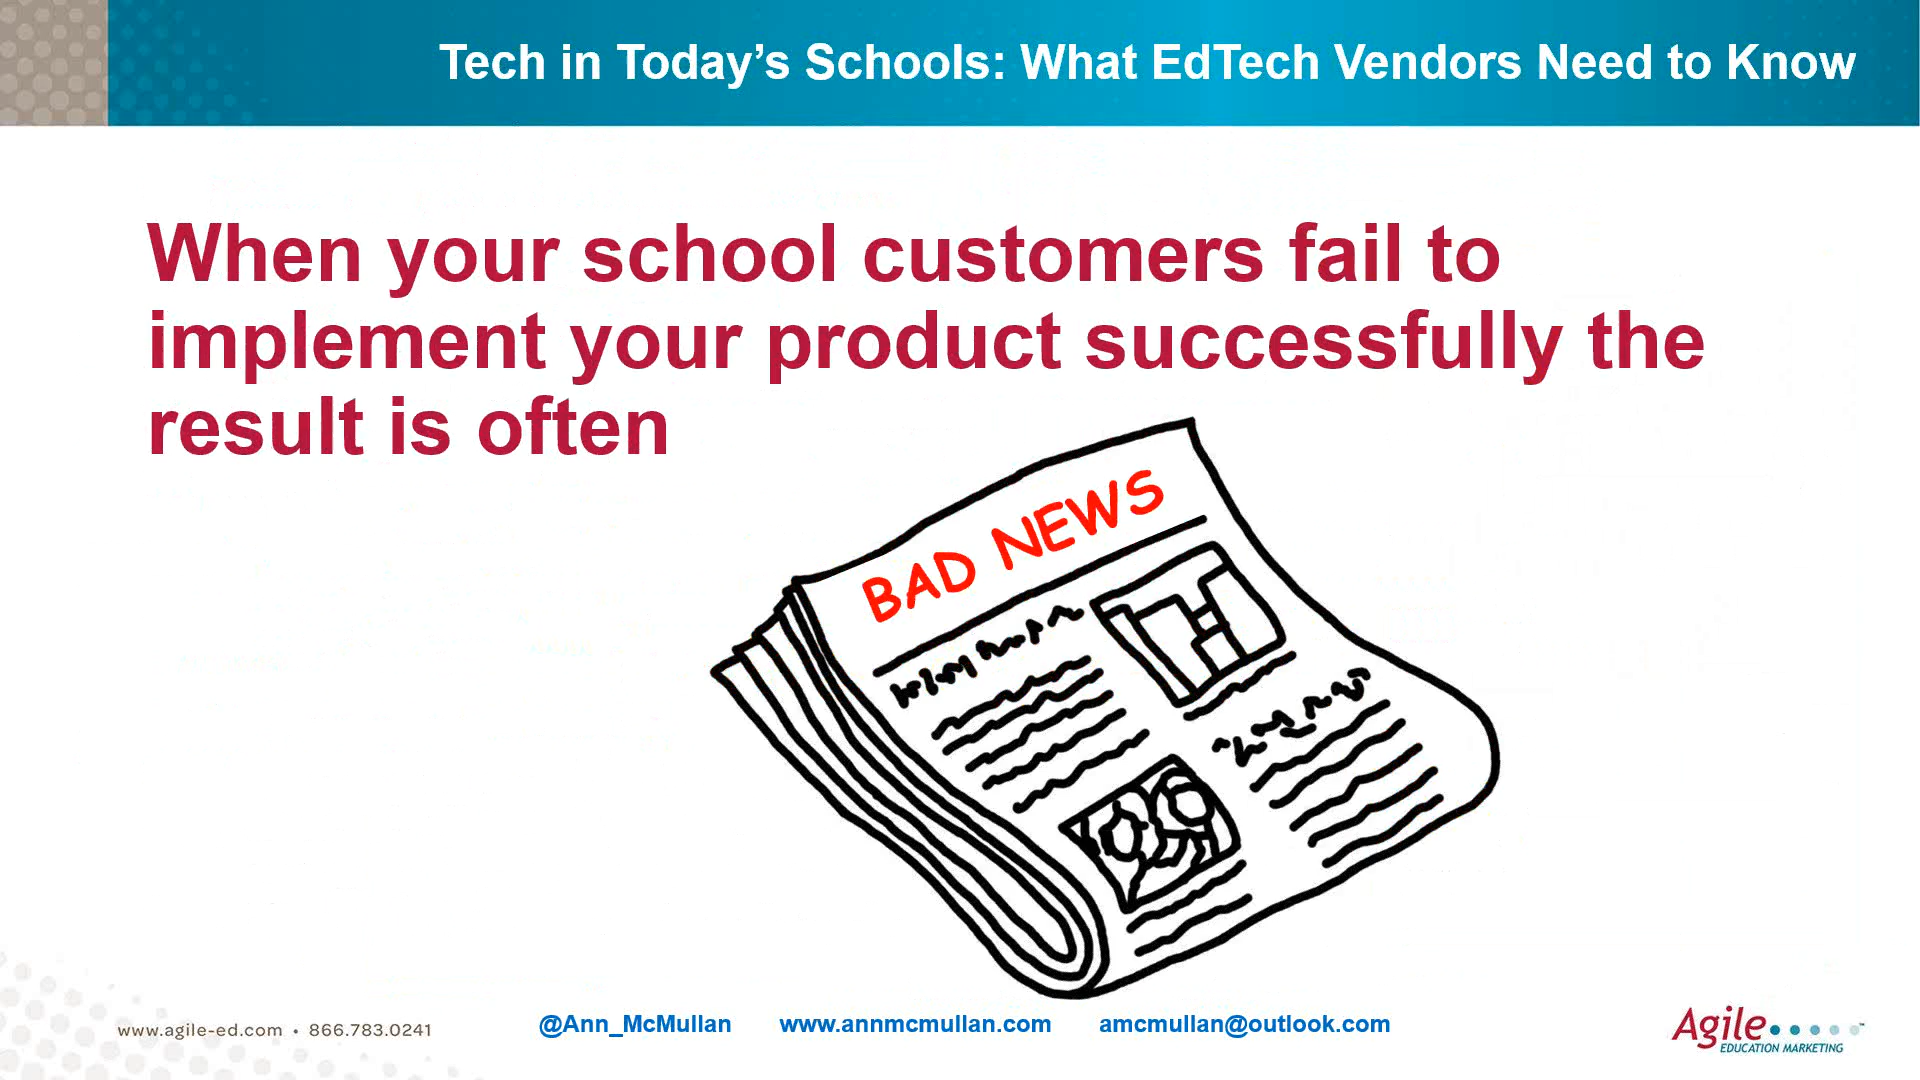 Tech in Today’s Schools: What EdTech Vendors Need to Know
When your school customers fail to
implement your product successfully the
result is often
BAD NEWS
www.agile-ed.com • 866.783.0241
@Ann_McMullan www.annmcmullan.com amcmullan@outlook.com
Agile™
EDUCATION MARKETING